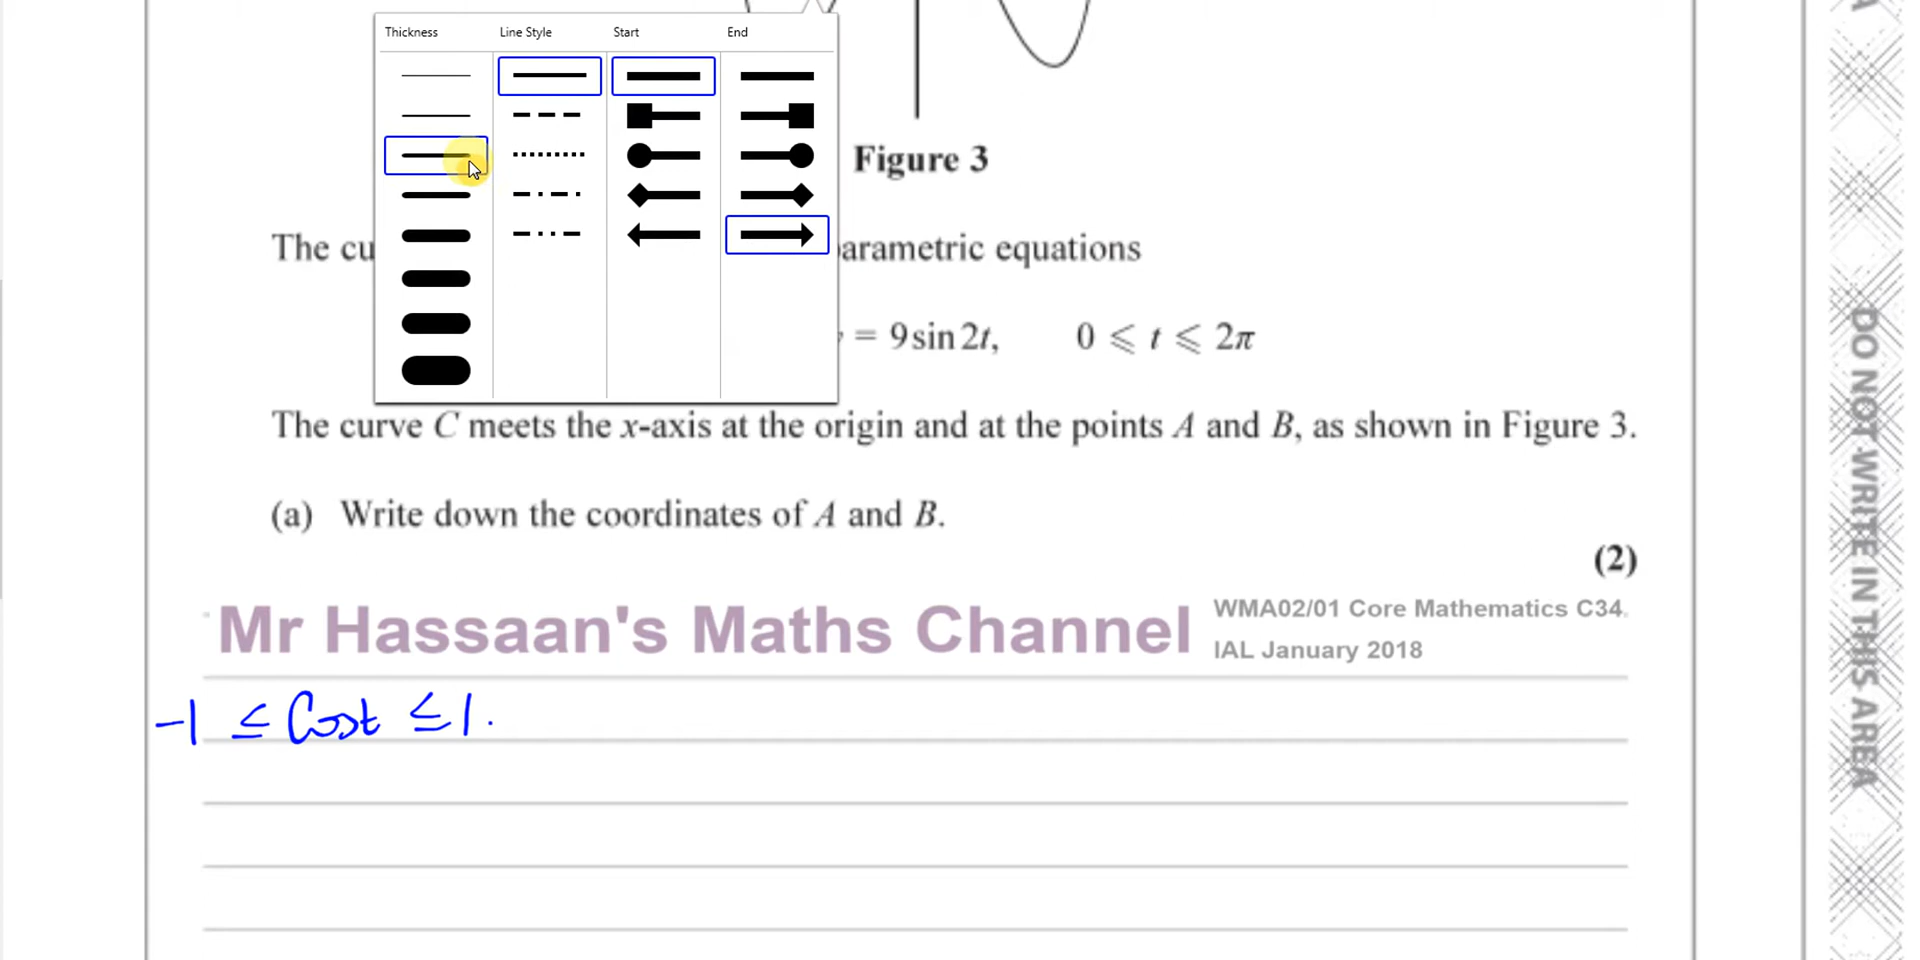 Thickness Line Style Start End
Figure 3
The cu arametric equations
= 9 sin 2t, 0 ⩽ t ⩽ 2π
The curve C meets the x-axis at the origin and at the points A and B, as shown in Figure 3.
(a) Write down the coordinates of A and B.
(2)
Mr Hassaan's Maths Channel
WMA02/01 Core Mathematics C34
IAL January 2018
-1 ≤ Cost ≤ 1.
DO NOT WRITE IN THIS AREA